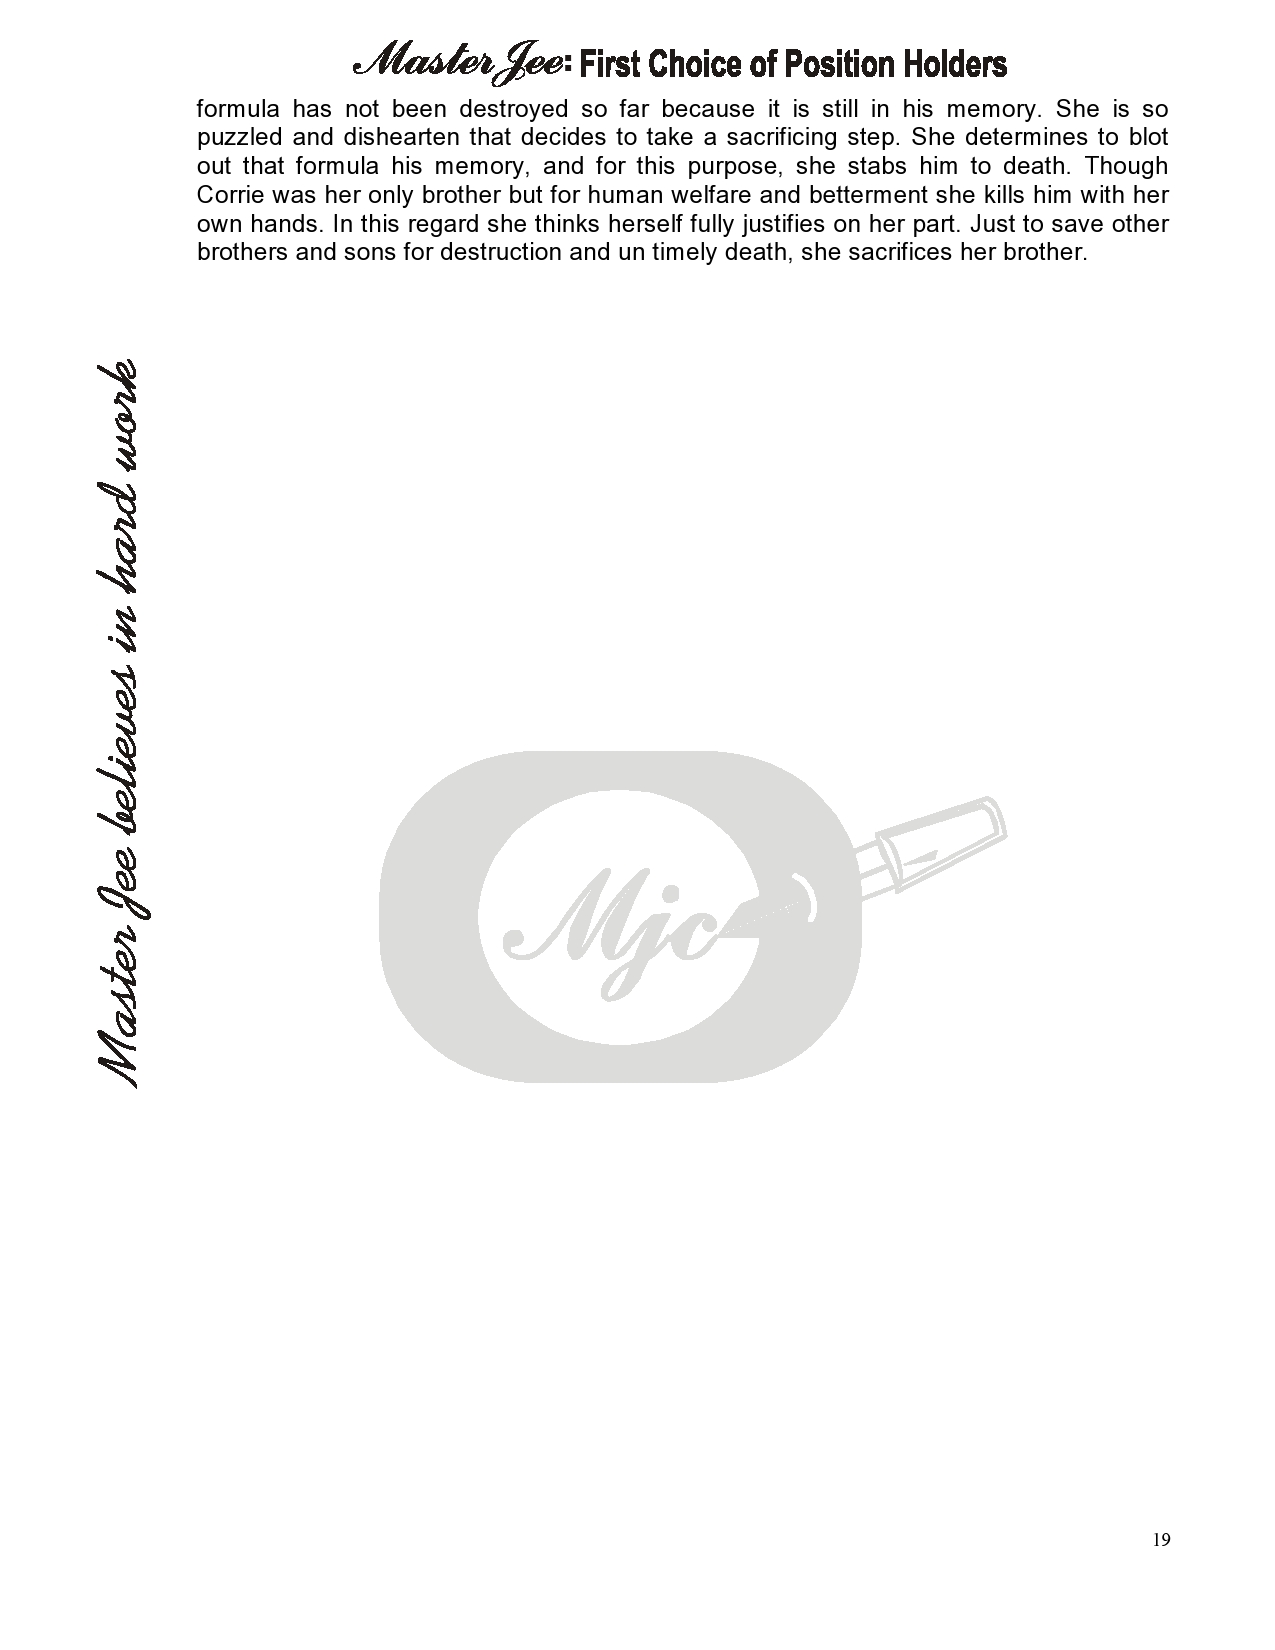 Master Jee: First Choice of Position Holders
formula has not been destroyed so far because it is still in his memory. She is so
puzzled and dishearten that decides to take a sacrificing step. She determines to blot
out that formula his memory, and for this purpose, she stabs him to death. Though
Corrie was her only brother but for human welfare and betterment she kills him with her
own hands. In this regard she thinks herself fully justifies on her part. Just to save other
brothers and sons for destruction and un timely death, she sacrifices her brother.
Master Jee believes in hard work
Mjc
19